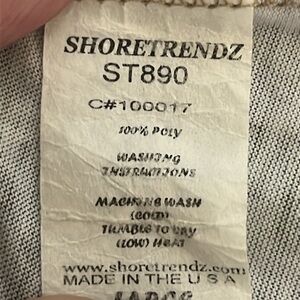 SHORETRENDZ
ST890
C#100017
100% POLY
WASHING
INSTRUCTIONS
MACHINE WASH
(COLD)
TUMBLE TO DRY
(LOW) HEAT
www.shoretrendz.com
MADE IN THE U S A
LARGE